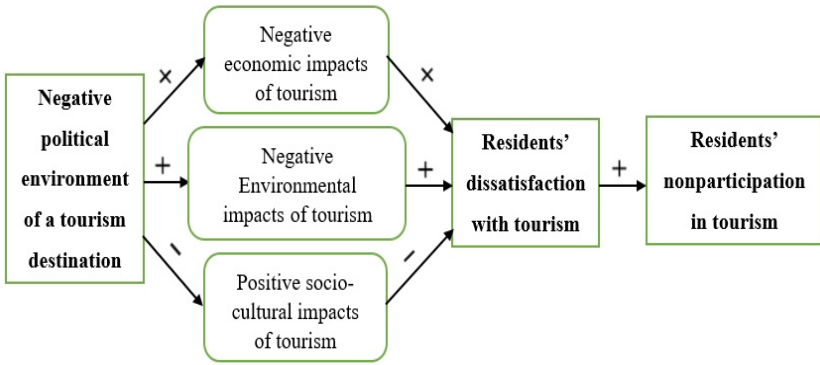 Negative
political
environment
of a tourism
destination
×
+
-
Negative
economic impacts
of tourism
Negative
Environmental
impacts of tourism
Positive socio-
cultural impacts
of tourism
×
+
-
Residents’
dissatisfaction
with tourism
+
Residents’
nonparticipation
in tourism